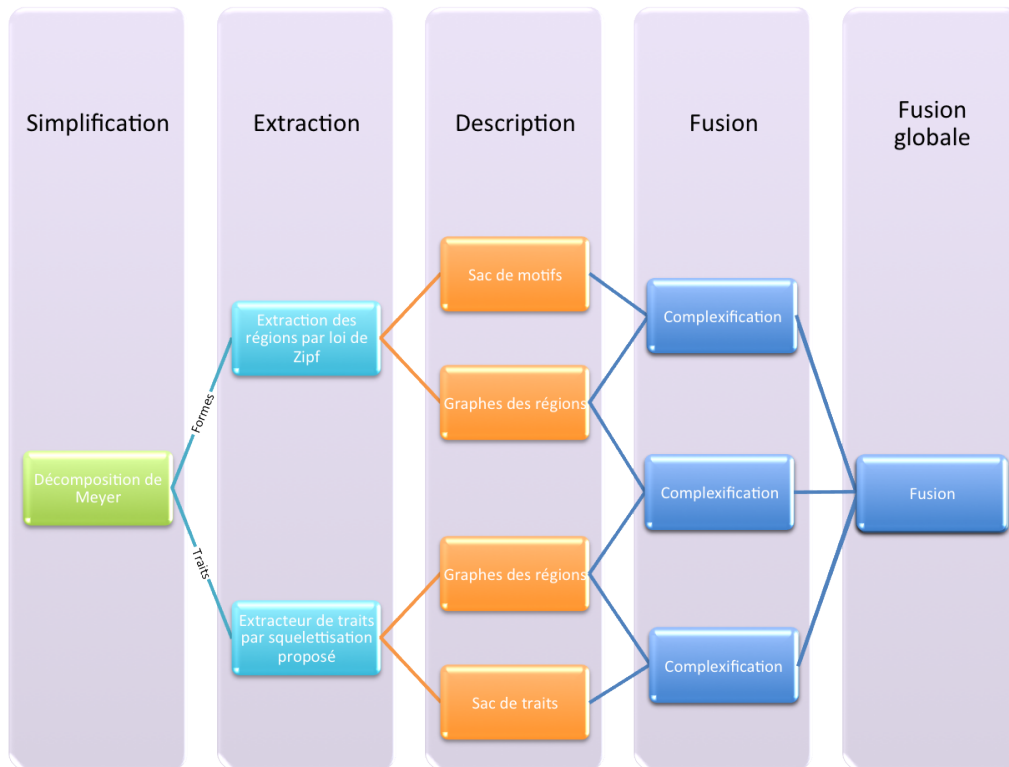 Simplification
Extraction
Description
Fusion
Fusion
globale
Sac de motifs
Extraction des
régions par loi de
Zipf
Complexification
Graphes des régions
Formes
Décomposition de
Meyer
Complexification
Fusion
Traits
Graphes des régions
Extracteur de traits
par squelettisation
proposé
Complexification
Sac de traits